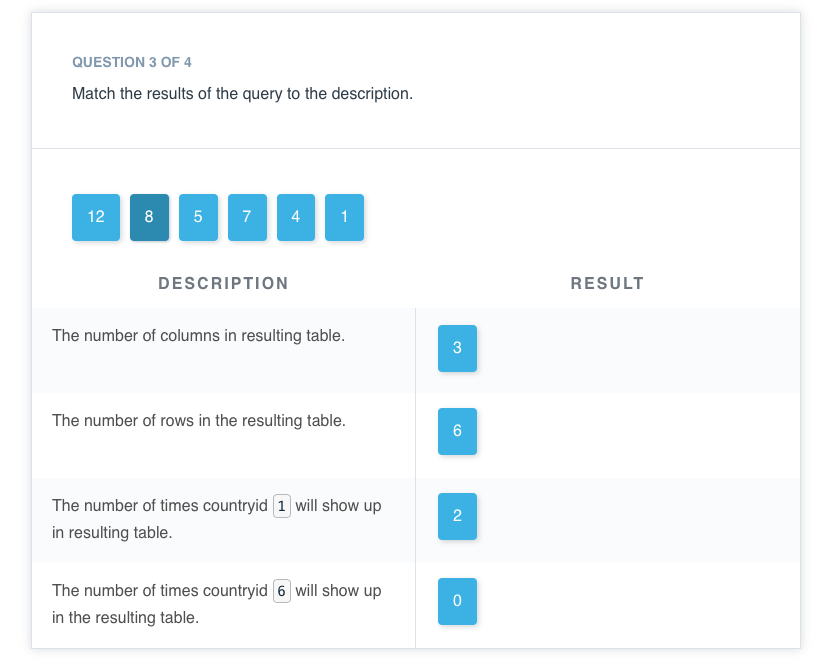 QUESTION 3 OF 4
Match the results of the query to the description.
12 8 5 7 4 1
DESCRIPTION RESULT
The number of columns in resulting table. 3
The number of rows in the resulting table. 6
The number of times countryid 1 will show up
in resulting table. 2
The number of times countryid 6 will show up
in the resulting table. 0